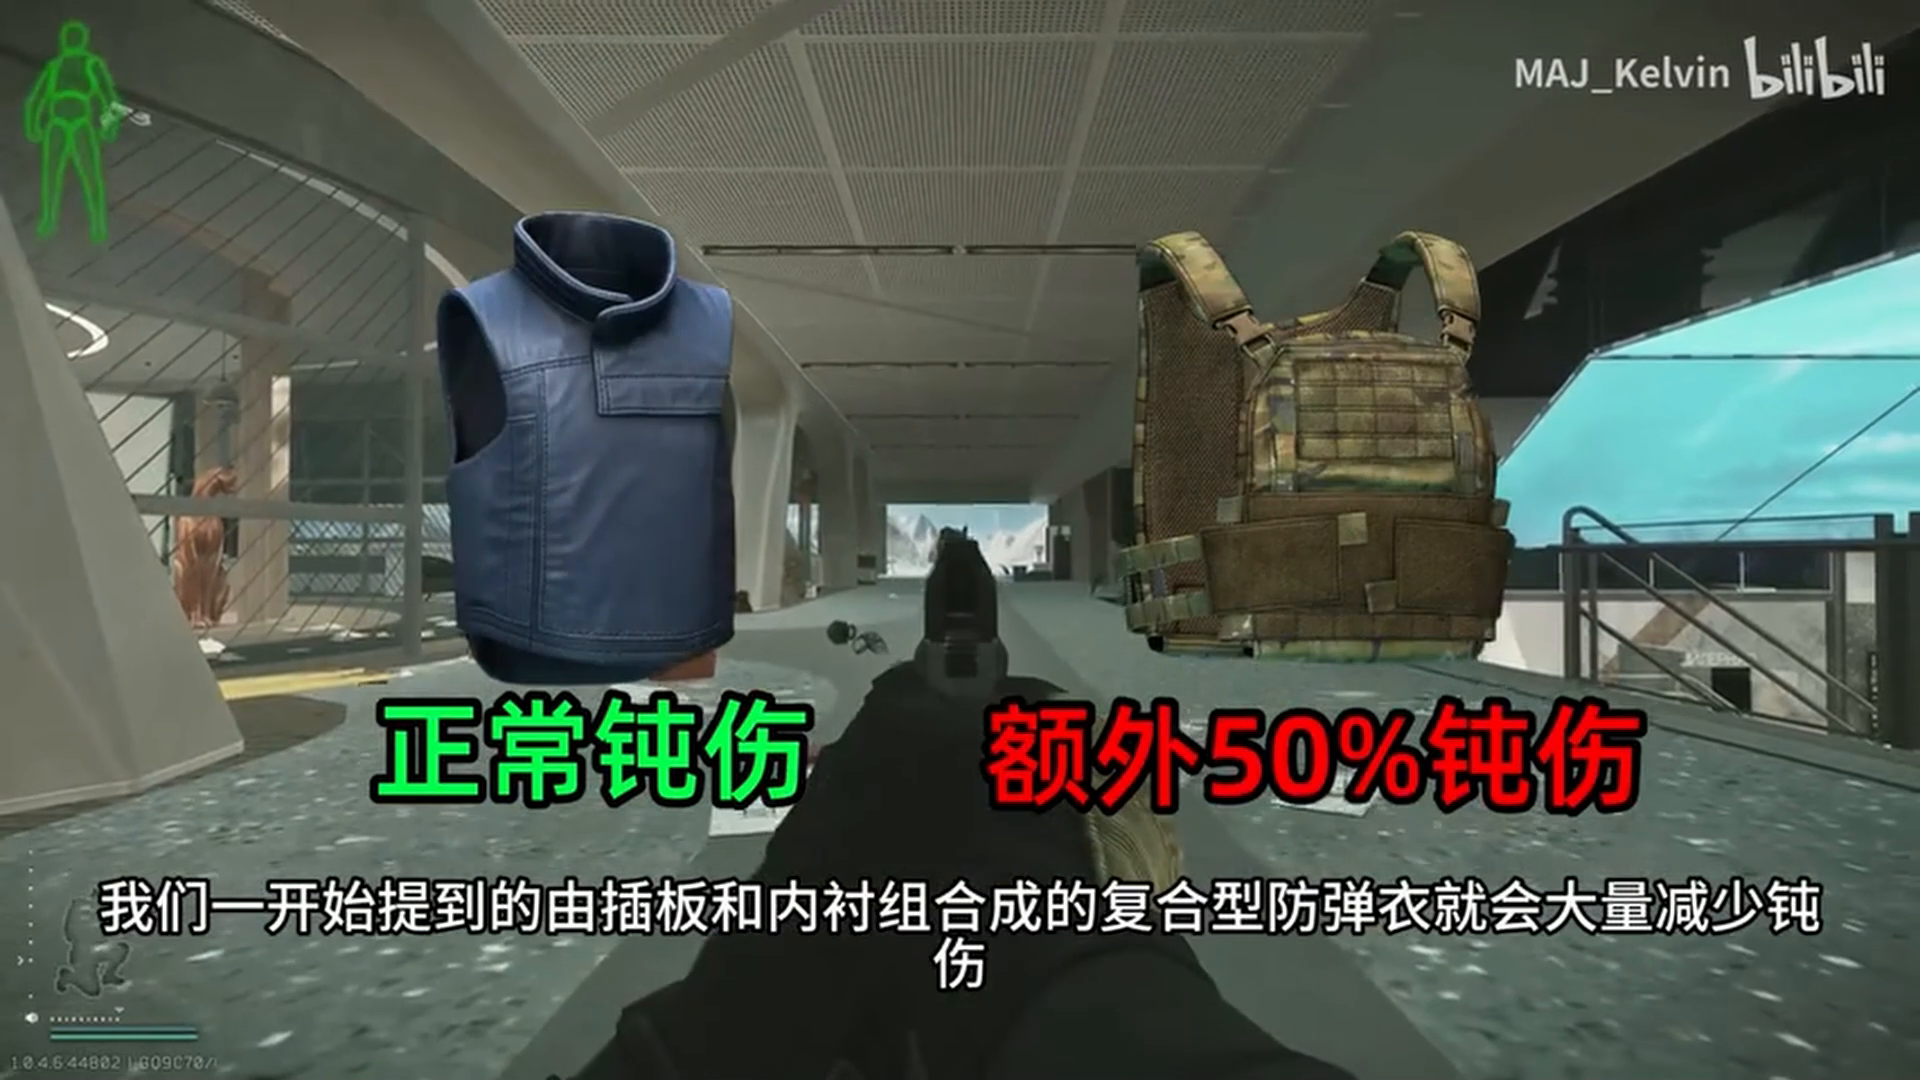 MAJ_Kelvin bilibili
正常钝伤
额外50%钝伤
我们一开始提到的由插板和内衬组合成的复合型防弹衣就会大量减少钝
伤